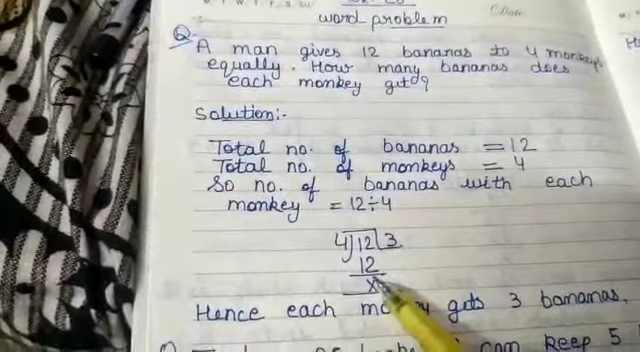 word problem
Date
Q A man gives 12 bananas to 4 monkeys
equally. How many bananas does
each monkey get?
Solution:-
Total no. of bananas = 12
Total no. of monkeys = 4
So no. of bananas with each
monkey = 12÷4
4)12(3
12
x
Hence each gets 3 bananas,
can keep 5